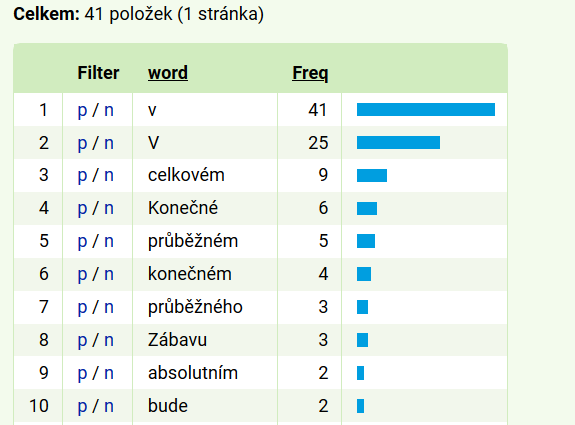 Celkem: 41 položek (1 stránka)
Filter word Freq
1 p / n v 41
2 p / n V 25
3 p / n celkovém 9
4 p / n Konečné 6
5 p / n průběžném 5
6 p / n konečném 4
7 p / n průběžného 3
8 p / n Zábavu 3
9 p / n absolutním 2
10 p / n bude 2